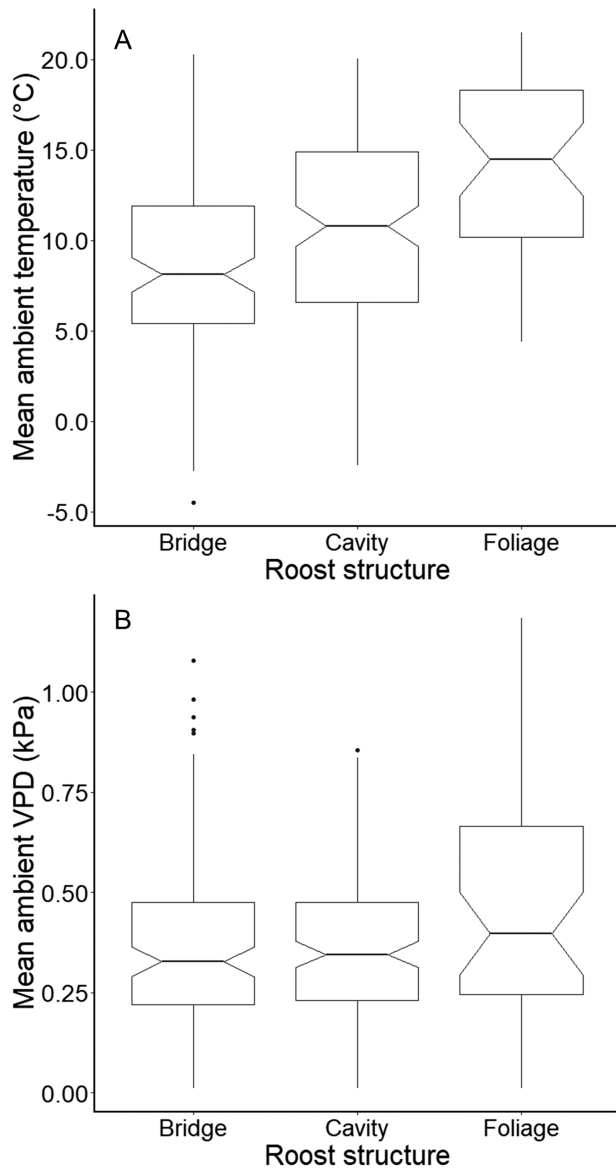 A
Mean ambient temperature (°C)
20.0
15.0
10.0
5.0
0.0
-5.0
Bridge Cavity Foliage
Roost structure
B
Mean ambient VPD (kPa)
1.00
0.75
0.50
0.25
0.00
Bridge Cavity Foliage
Roost structure